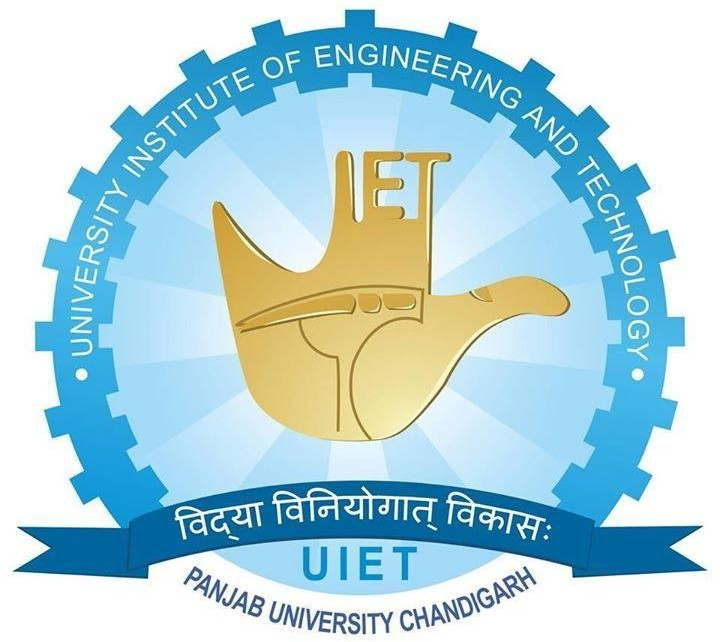 • UNIVERSITY INSTITUTE OF ENGINEERING AND TECHNOLOGY •
IET
विद्या विनियोगात् विकासः
UIET
PANJAB UNIVERSITY CHANDIGARH